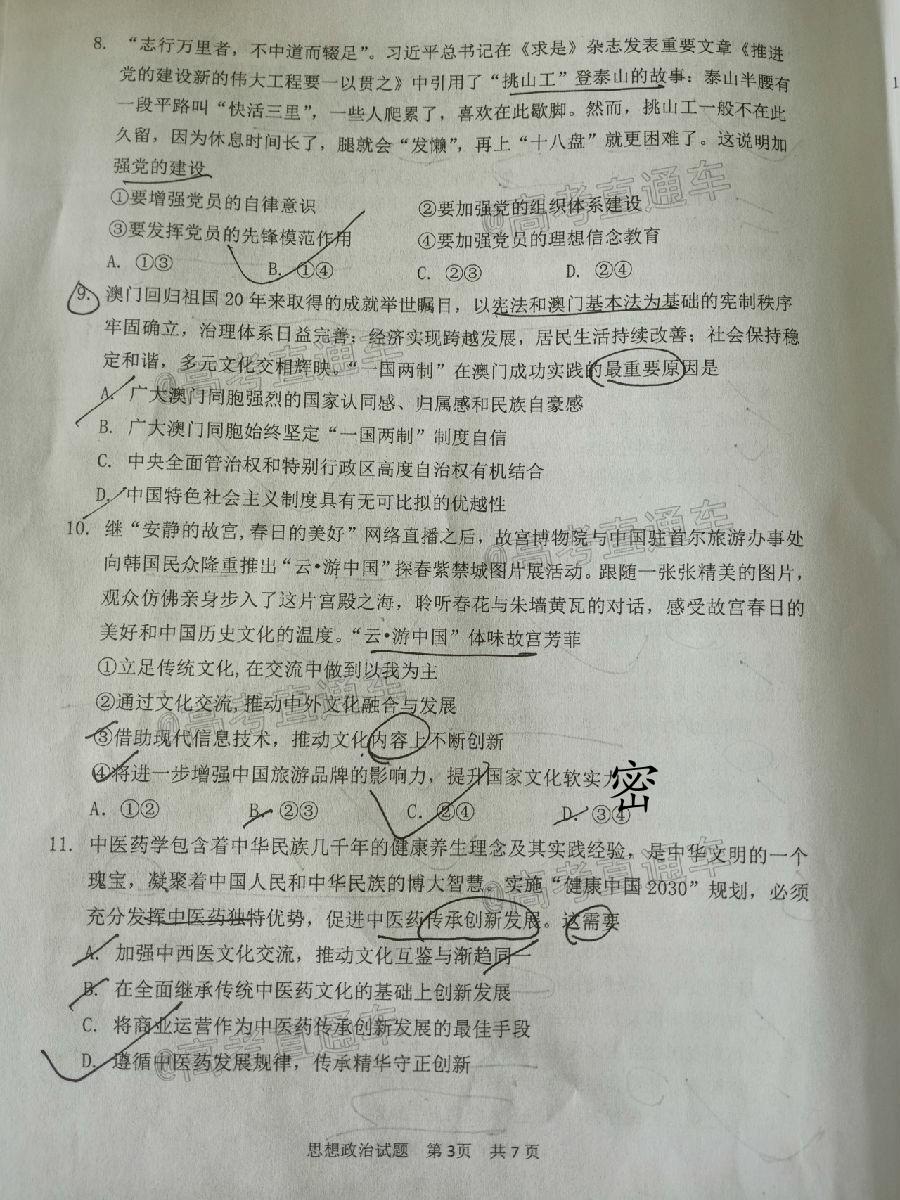 8. “志行万里者，不中道而辍足”。习近平总书记在《求是》杂志发表重要文章《推进
党的建设新的伟大工程要一以贯之》中引用了“挑山工”登泰山的故事：泰山半腰有
一段平路叫“快活三里”，一些人爬累了，喜欢在此歇脚。然而，挑山工一般不在此
久留，因为休息时间长了，腿就会“发懒”，再上“十八盘”就更困难了。这说明加
强党的建设
①要增强党员的自律意识 ②要加强党的组织体系建设
③要发挥党员的先锋模范作用 ④要加强党员的理想信念教育
A. ①③ B. ①④ C. ②③ D. ②④
9. 澳门回归祖国 20 年来取得的成就举世瞩目，以宪法和澳门基本法为基础的宪制秩序
牢固确立，治理体系日益完善；经济实现跨越发展，居民生活持续改善；社会保持稳
定和谐，多元文化交相辉映。“一国两制”在澳门成功实践的最重要原因是
A. 广大澳门同胞强烈的国家认同感、归属感和民族自豪感
B. 广大澳门同胞始终坚定“一国两制”制度自信
C. 中央全面管治权和特别行政区高度自治权有机结合
D. 中国特色社会主义制度具有无可比拟的优越性
10. 继“安静的故宫,春日的美好”网络直播之后，故宫博物院与中国驻首尔旅游办事处
向韩国民众隆重推出“云•游中国”探春紫禁城图片展活动。跟随一张张精美的图片，
观众仿佛亲身步入了这片宫殿之海，聆听春花与朱墙黄瓦的对话，感受故宫春日的
美好和中国历史文化的温度。“云•游中国”体味故宫芳菲
①立足传统文化,在交流中做到以我为主
②通过文化交流,推动中外文化融合与发展
③借助现代信息技术，推动文化内容上不断创新
④将进一步增强中国旅游品牌的影响力，提升国家文化软实力
密
A. ①② B. ②③ C. ②④ D. ③④
11. 中医药学包含着中华民族几千年的健康养生理念及其实践经验，是中华文明的一个
瑰宝，凝聚着中国人民和中华民族的博大智慧。实施“健康中国 2030”规划，必须
充分发挥中医药独特优势，促进中医药传承创新发展。这需要
A. 加强中西医文化交流，推动文化互鉴与渐趋同一
B. 在全面继承传统中医药文化的基础上创新发展
C. 将商业运营作为中医药传承创新发展的最佳手段
D. 遵循中医药发展规律，传承精华守正创新
思想政治试题 第 3页 共 7 页
@高考直通车
@高考直通车
@高考直通车
@高考直通车
@高考直通车
@高考直通车